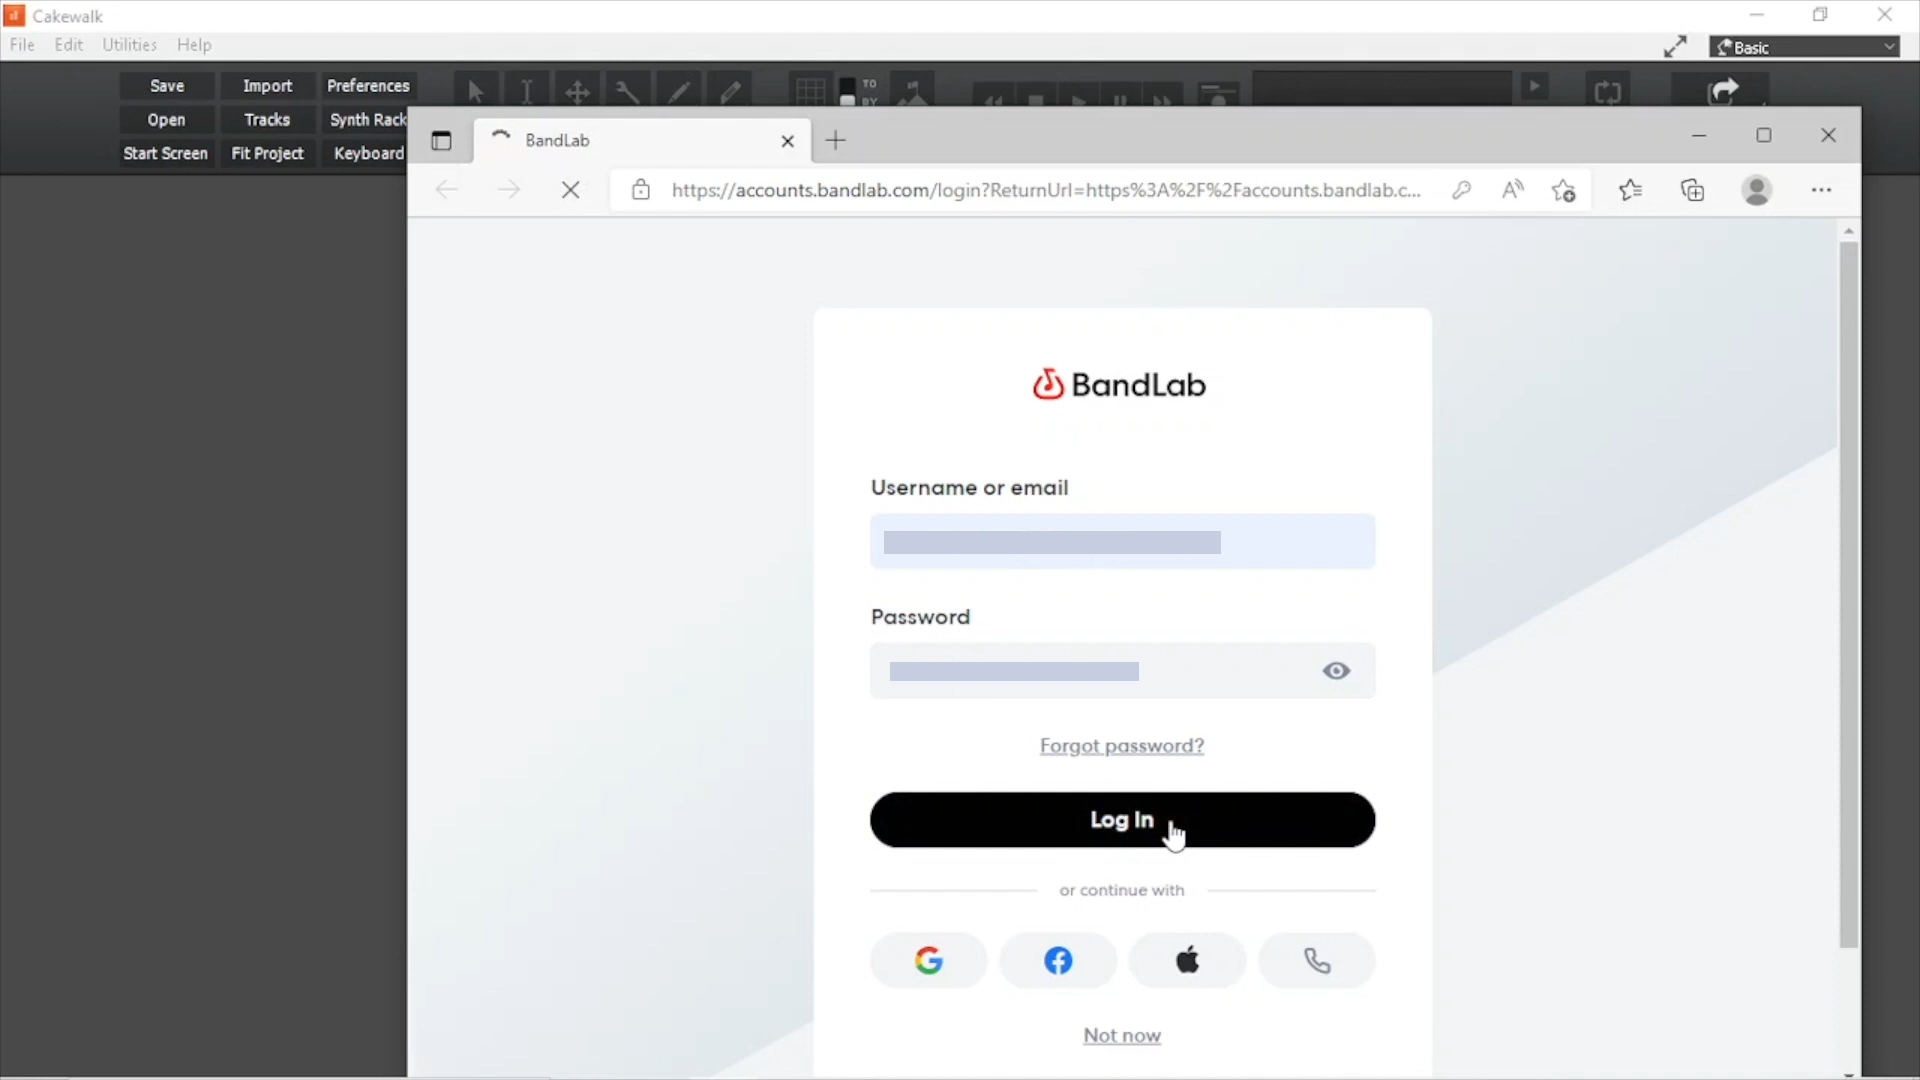 Cakewalk
File Edit Utilities Help
Basic
Save Import Preferences
TO
BY
Open Tracks Synth Rack
Start Screen Fit Project Keyboard
BandLab
https://accounts.bandlab.com/login?ReturnUrl=https%3A%2F%2Faccounts.bandlab.c...
BandLab
Username or email
Password
Forgot password?
Log In
or continue with
Not now